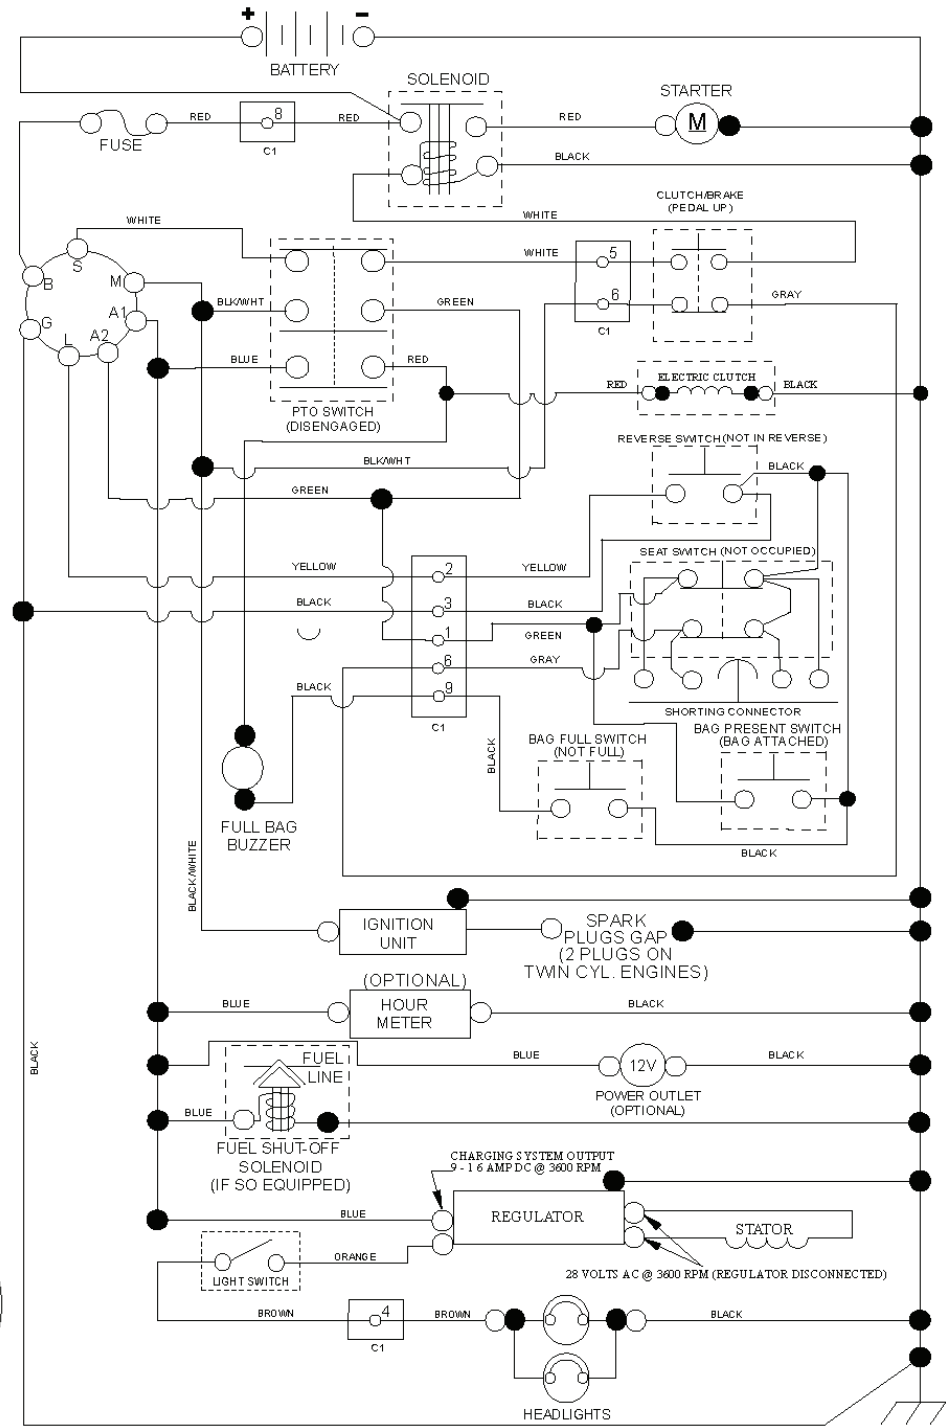 + -
BATTERY
SOLENOID
STARTER
RED
8
RED
RED
M
FUSE
C1
BLACK
CLUTCH/BRAKE
(PEDAL UP)
WHITE
WHITE
S
WHITE
5
B
M
BLK/WHT
GREEN
6
GRAY
G
A1
C1
L
A2
BLUE
RED
RED
ELECTRIC CLUTCH
BLACK
PTO SWITCH
(DISENGAGED)
REVERSE SWITCH (NOT IN REVERSE)
BLK/WHT
BLACK
GREEN
SEAT SWITCH (NOT OCCUPIED)
YELLOW
2
YELLOW
BLACK
3
BLACK
1
GREEN
6
GRAY
BLACK
9
C1
SHORTING CONNECTOR
BAG PRESENT SWITCH
(BAG ATTACHED)
BAG FULL SWITCH
(NOT FULL)
BLACK
FULL BAG
BUZZER
BLACK
BLACK/WHITE
IGNITION
UNIT
SPARK
PLUGS GAP
(2 PLUGS ON
TWIN CYL. ENGINES)
(OPTIONAL)
BLUE
HOUR
METER
BLACK
BLACK
FUEL
LINE
BLUE
12V
BLACK
POWER OUTLET
(OPTIONAL)
BLUE
FUEL SHUT-OFF
SOLENOID
(IF SO EQUIPPED)
CHARGING SYSTEM OUTPUT
9 - 16 AMP DC @ 3600 RPM
BLUE
REGULATOR
STATOR
ORANGE
LIGHT SWITCH
28 VOLTS AC @ 3600 RPM (REGULATOR DISCONNECTED)
BROWN
4
BROWN
BLACK
C1
HEADLIGHTS